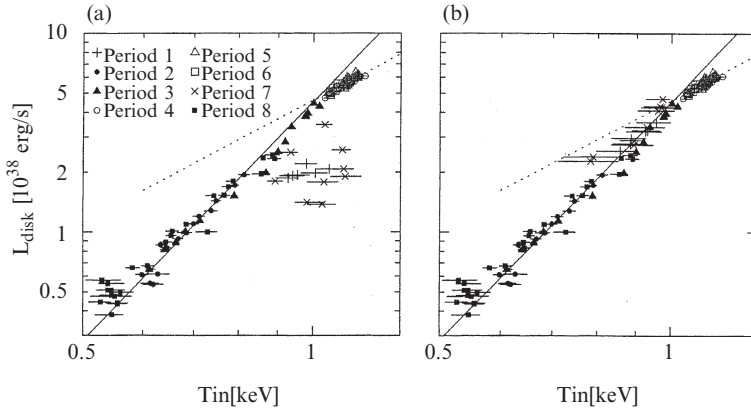 (a)
(b)
10
5
2
1
0.5
L_disk [10^38 erg/s]
Period 1
Period 2
Period 3
Period 4
Period 5
Period 6
Period 7
Period 8
0.5
1
0.5
1
Tin[keV]
Tin[keV]